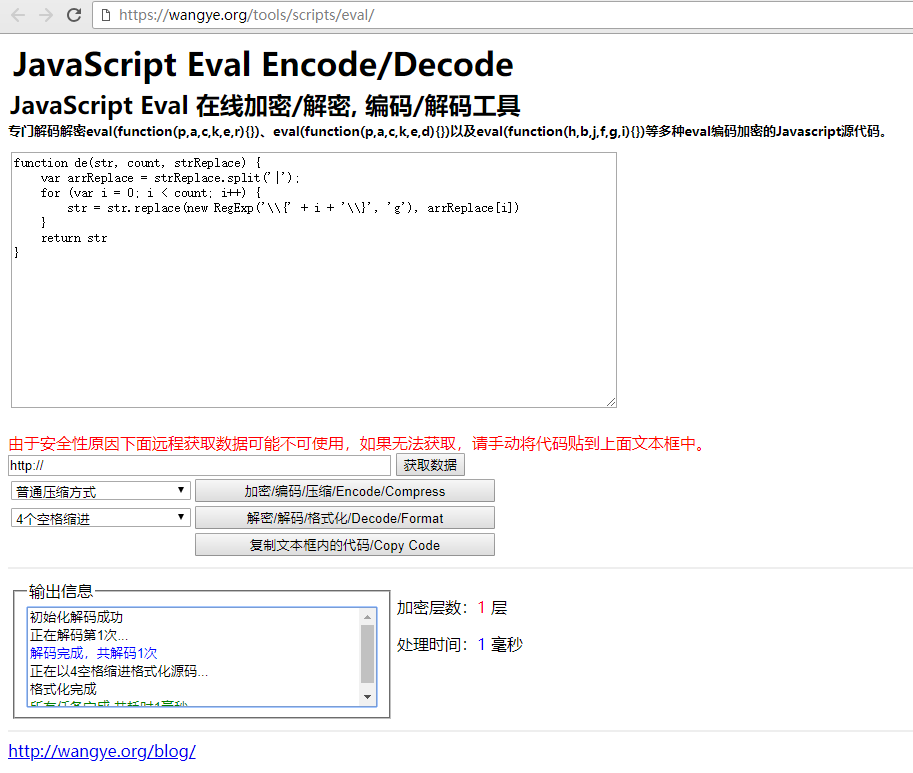 https://wangye.org/tools/scripts/eval/
JavaScript Eval Encode/Decode
JavaScript Eval 在线加密/解密, 编码/解码工具
专门解码解密eval(function(p,a,c,k,e,r){})、eval(function(p,a,c,k,e,d){})以及eval(function(h,b,j,f,g,i){})等多种eval编码加密的Javascript源代码。
function de(str, count, strReplace) {
    var arrReplace = strReplace.split('|');
    for (var i = 0; i < count; i++) {
        str = str.replace(new RegExp('\\{' + i + '\\}', 'g'), arrReplace[i])
    }
    return str
}
由于安全性原因下面远程获取数据可能不可使用，如果无法获取，请手动将代码贴到上面文本框中。
http:// 获取数据
普通压缩方式 加密/编码/压缩/Encode/Compress
4个空格缩进 解密/解码/格式化/Decode/Format
复制文本框内的代码/Copy Code
输出信息
初始化解码成功
正在解码第1次...
解码完成，共解码1次
正在以4空格缩进格式化源码...
格式化完成
所有任务完成,共耗时1毫秒
加密层数：1 层
处理时间：1 毫秒
http://wangye.org/blog/